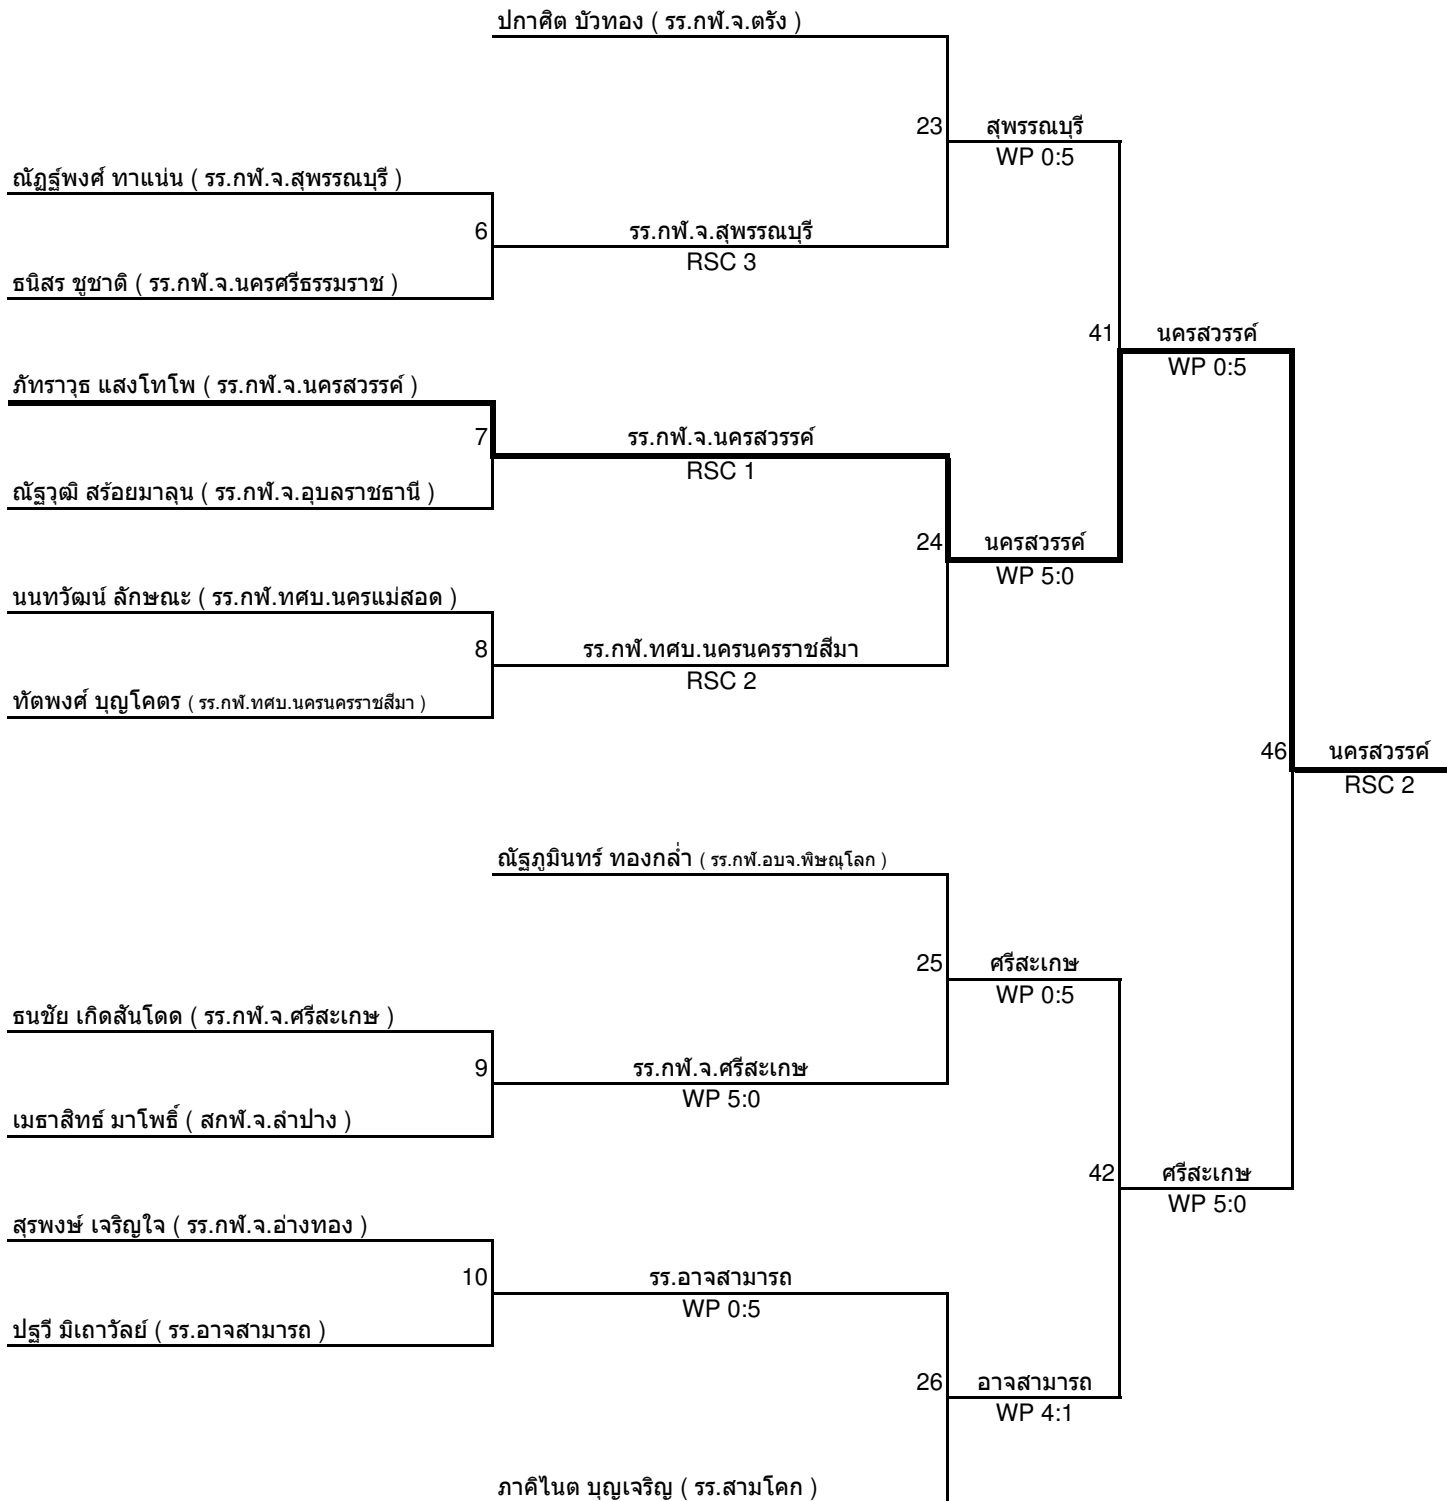 ปกาศิต บัวทอง ( รร.กฬ.จ.ตรัง )
23 สุพรรณบุรี
WP 0:5
ณัฏฐ์พงศ์ ทาแน่น ( รร.กฬ.จ.สุพรรณบุรี )
6 รร.กฬ.จ.สุพรรณบุรี
RSC 3
ธนิสร ชูชาติ ( รร.กฬ.จ.นครศรีธรรมราช )
41 นครสวรรค์
WP 0:5
ภัทราวุธ แสงโทโพ ( รร.กฬ.จ.นครสวรรค์ )
7 รร.กฬ.จ.นครสวรรค์
RSC 1
ณัฐวุฒิ สร้อยมาลุน ( รร.กฬ.จ.อุบลราชธานี )
24 นครสวรรค์
WP 5:0
นนทวัฒน์ ลักษณะ ( รร.กฬ.ทศบ.นครแม่สอด )
8 รร.กฬ.ทศบ.นครนครราชสีมา
RSC 2
ทัตพงศ์ บุญโคตร ( รร.กฬ.ทศบ.นครนครราชสีมา )
46 นครสวรรค์
RSC 2
ณัฐภูมินทร์ ทองกล่ำ ( รร.กฬ.อบจ.พิษณุโลก )
25 ศรีสะเกษ
WP 0:5
ธนชัย เกิดสันโดด ( รร.กฬ.จ.ศรีสะเกษ )
9 รร.กฬ.จ.ศรีสะเกษ
WP 5:0
เมธาสิทธ์ มาโพธิ์ ( สกฬ.จ.ลำปาง )
42 ศรีสะเกษ
WP 5:0
สุรพงษ์ เจริญใจ ( รร.กฬ.จ.อ่างทอง )
10 รร.อาจสามารถ
WP 0:5
ปฐวี มิเถาวัลย์ ( รร.อาจสามารถ )
26 อาจสามารถ
WP 4:1
ภาคิไนต บุญเจริญ ( รร.สามโคก )